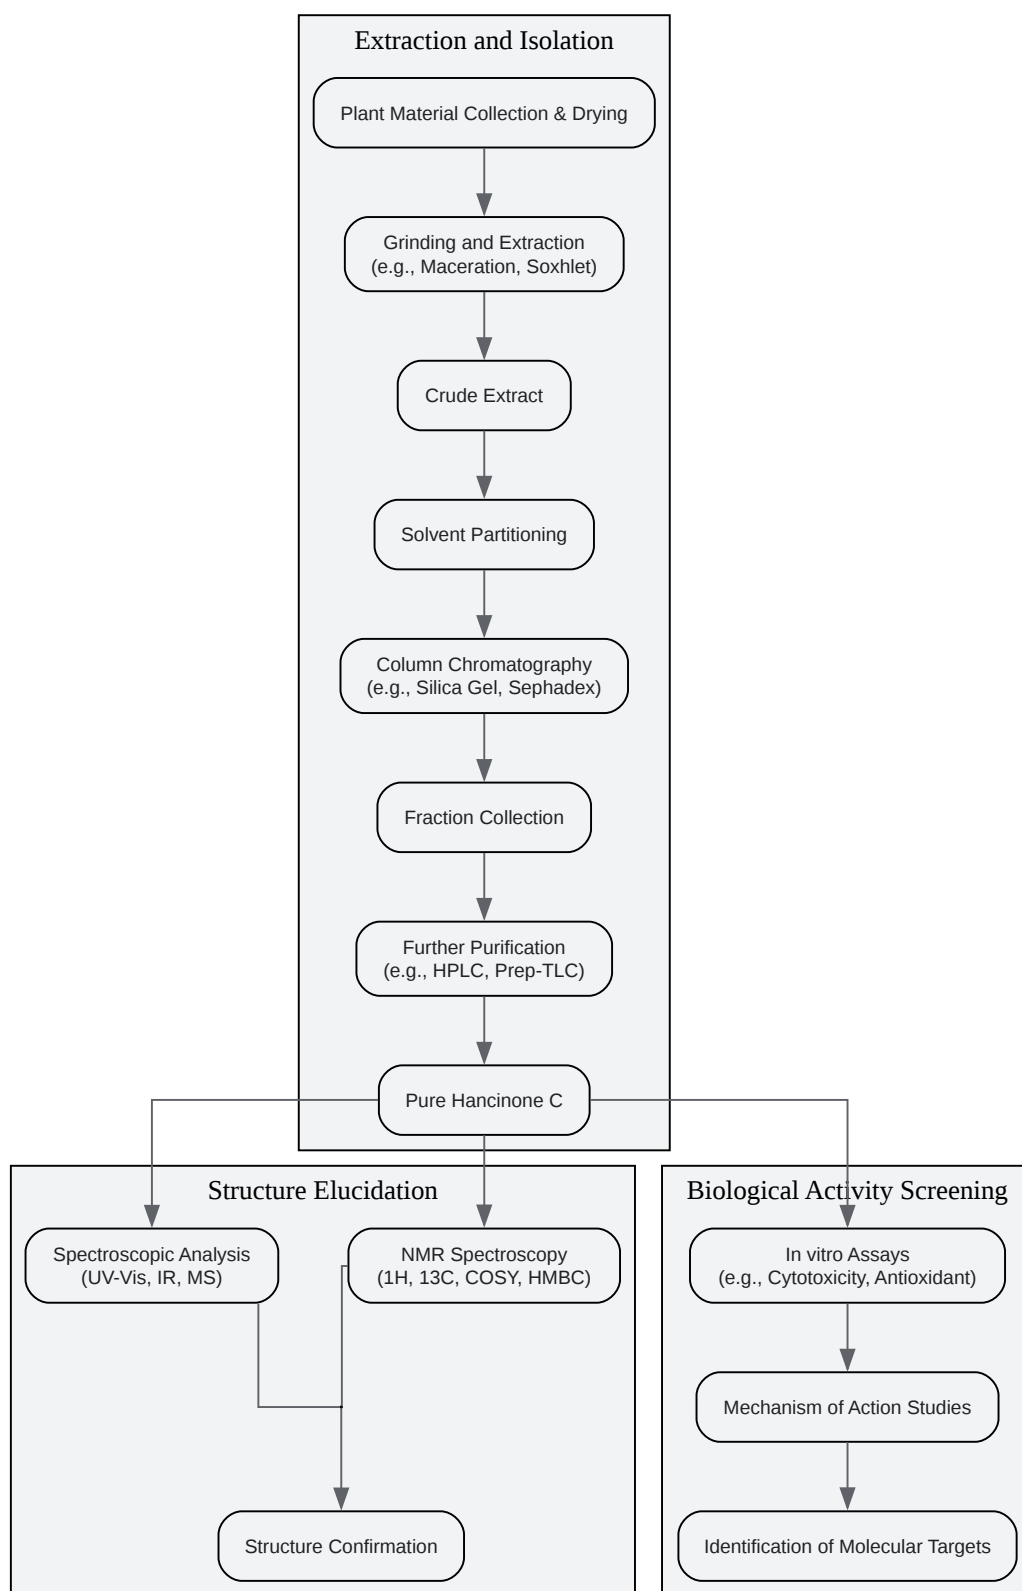 Extraction and Isolation
Plant Material Collection & Drying
Grinding and Extraction
(e.g., Maceration, Soxhlet)
Crude Extract
Solvent Partitioning
Column Chromatography
(e.g., Silica Gel, Sephadex)
Fraction Collection
Further Purification
(e.g., HPLC, Prep-TLC)
Pure Hancinone C
Structure Elucidation
Spectroscopic Analysis
(UV-Vis, IR, MS)
NMR Spectroscopy
(1H, 13C, COSY, HMBC)
Structure Confirmation
Biological Activity Screening
In vitro Assays
(e.g., Cytotoxicity, Antioxidant)
Mechanism of Action Studies
Identification of Molecular Targets